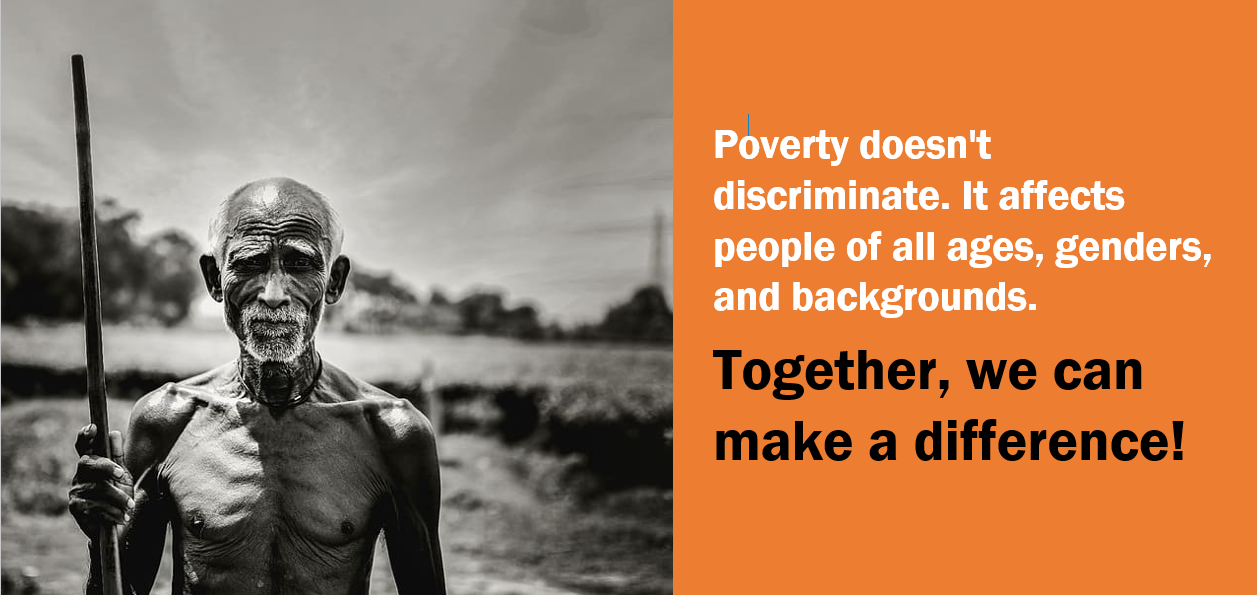 Poverty doesn't
discriminate. It affects
people of all ages, genders,
and backgrounds.
Together, we can
make a difference!